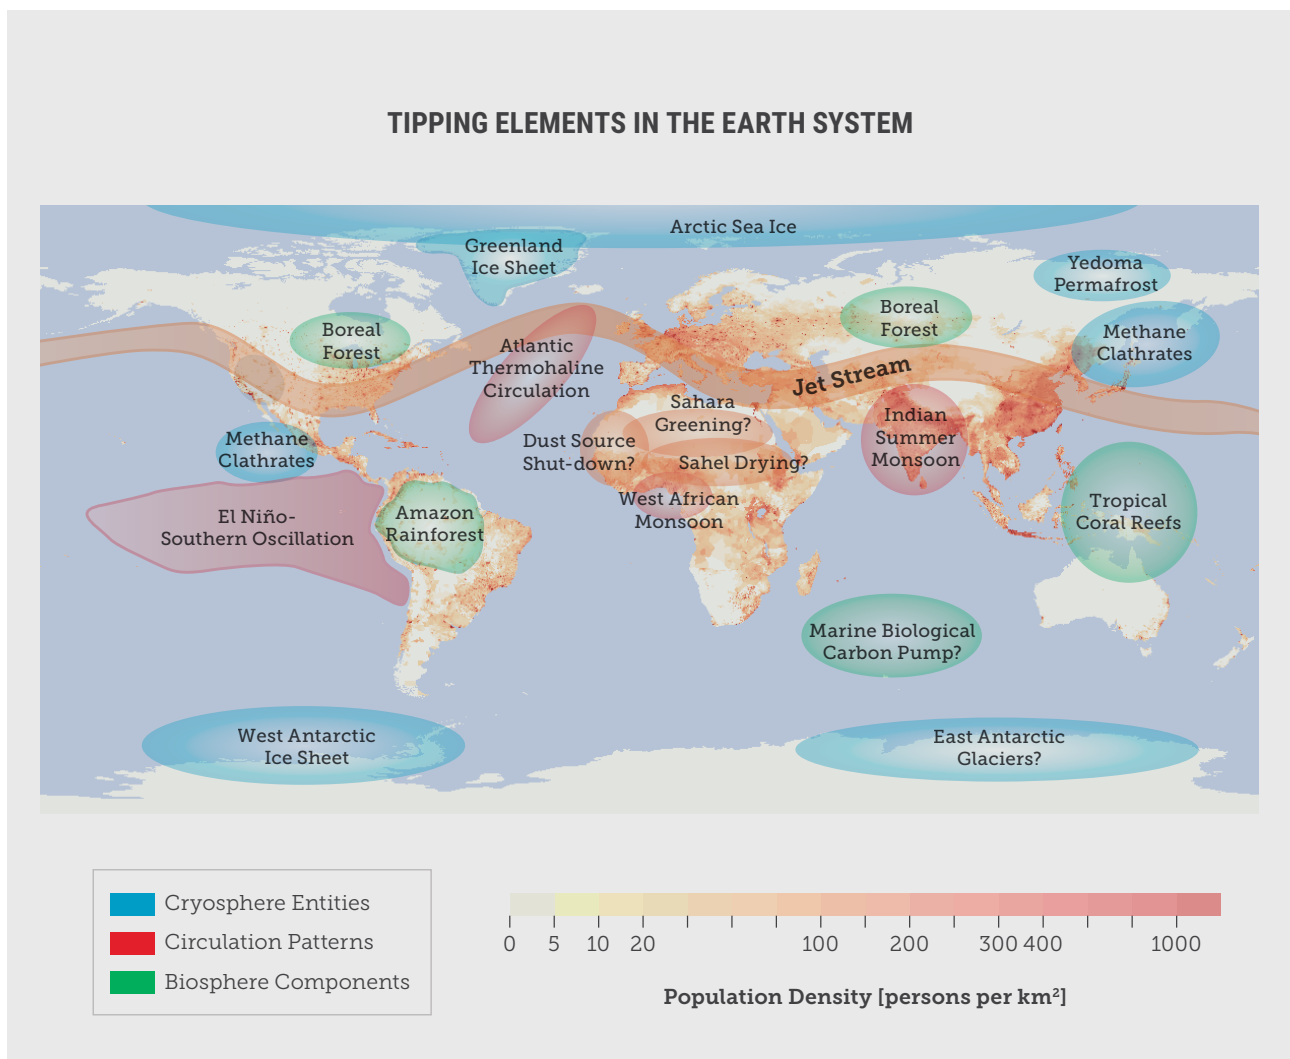 TIPPING ELEMENTS IN THE EARTH SYSTEM
Arctic Sea Ice
Greenland
Ice Sheet
Yedoma
Permafrost
Boreal
Forest
Boreal
Forest
Methane
Clathrates
Atlantic
Thermohaline
Circulation
Jet Stream
Sahara
Greening?
Indian
Summer
Monsoon
Methane
Clathrates
Dust Source
Shut-down?
Sahel Drying?
West African
Monsoon
Tropical
Coral Reefs
El Niño-
Southern Oscillation
Amazon
Rainforest
Marine Biological
Carbon Pump?
West Antarctic
Ice Sheet
East Antarctic
Glaciers?
Cryosphere Entities
Circulation Patterns
Biosphere Components
0 5 10 20 100 200 300 400 1000
Population Density [persons per km²]